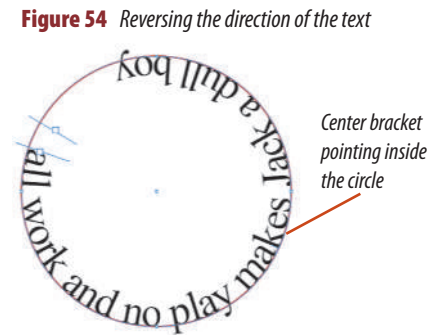 Figure 54 Reversing the direction of the text
all work and no play makes Jack a dull boy
Center bracket
pointing inside
the circle